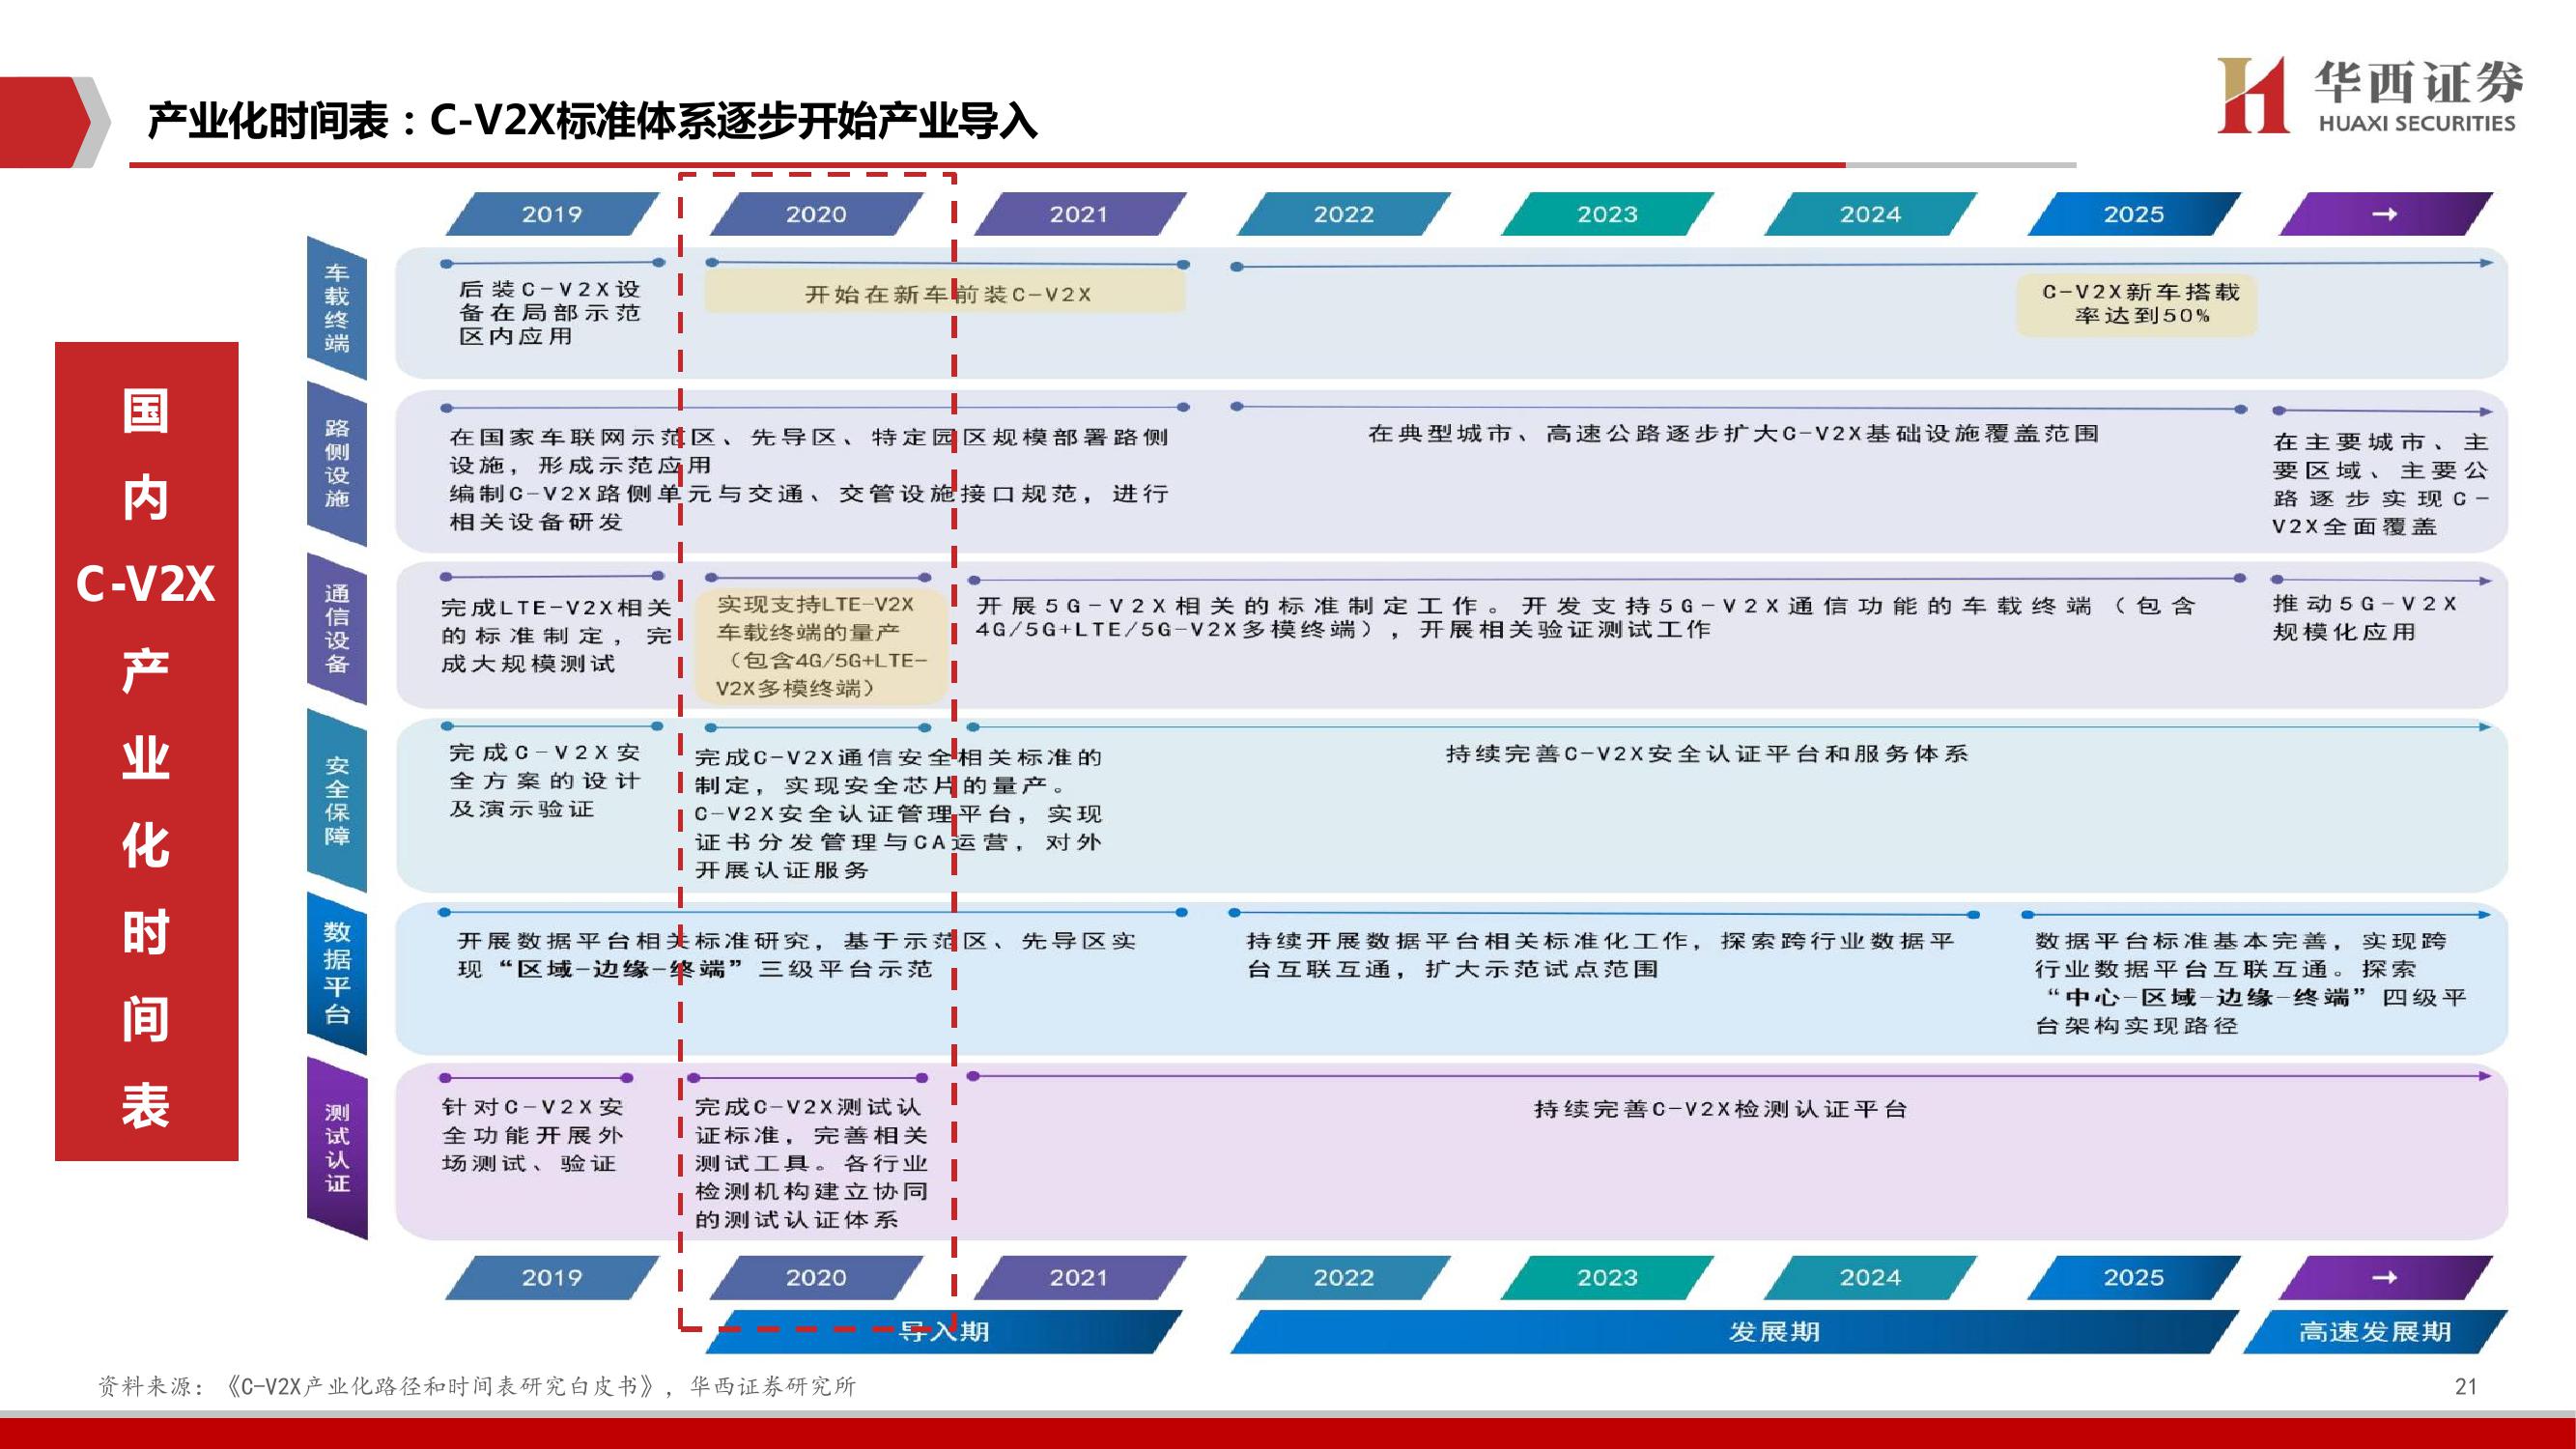 产业化时间表：C-V2X标准体系逐步开始产业导入
华西证券
HUAXI SECURITIES
国
内
C-V2X
产
业
化
时
间
表
2019
2020
2021
2022
2023
2024
2025
→
车载终端
后装C-V2X设
备在局部示范
区内应用
开始在新车前装C-V2X
C-V2X新车搭载
率达到50%
路侧设施
在国家车联网示范区、先导区、特定园区规模部署路侧
设施，形成示范应用
编制C-V2X路侧单元与交通、交管设施接口规范，进行
相关设备研发
在典型城市、高速公路逐步扩大C-V2X基础设施覆盖范围
在主要城市、主
要区域、主要公
路逐步实现C-
V2X全面覆盖
通信设备
完成LTE-V2X相关
的标准制定，完
成大规模测试
实现支持LTE-V2X
车载终端的量产
（包含4G/5G+LTE-
V2X多模终端）
开展5G-V2X相关的标准制定工作。开发支持5G-V2X通信功能的车载终端（包含
4G/5G+LTE/5G-V2X多模终端），开展相关验证测试工作
推动5G-V2X
规模化应用
安全保障
完成C-V2X安
全方案的设计
及演示验证
完成C-V2X通信安全相关标准的
制定，实现安全芯片的量产。
C-V2X安全认证管理平台，实现
证书分发管理与CA运营，对外
开展认证服务
持续完善C-V2X安全认证平台和服务体系
数据平台
开展数据平台相关标准研究，基于示范区、先导区实
现“区域-边缘-终端”三级平台示范
持续开展数据平台相关标准化工作，探索跨行业数据平
台互联互通，扩大示范试点范围
数据平台标准基本完善，实现跨
行业数据平台互联互通。探索
“中心-区域-边缘-终端”四级平
台架构实现路径
测试认证
针对C-V2X安
全功能开展外
场测试、验证
完成C-V2X测试认
证标准，完善相关
测试工具。各行业
检测机构建立协同
的测试认证体系
持续完善C-V2X检测认证平台
2019
2020
2021
2022
2023
2024
2025
→
导入期
发展期
高速发展期
资料来源：《C-V2X产业化路径和时间表研究白皮书》，华西证券研究所
21